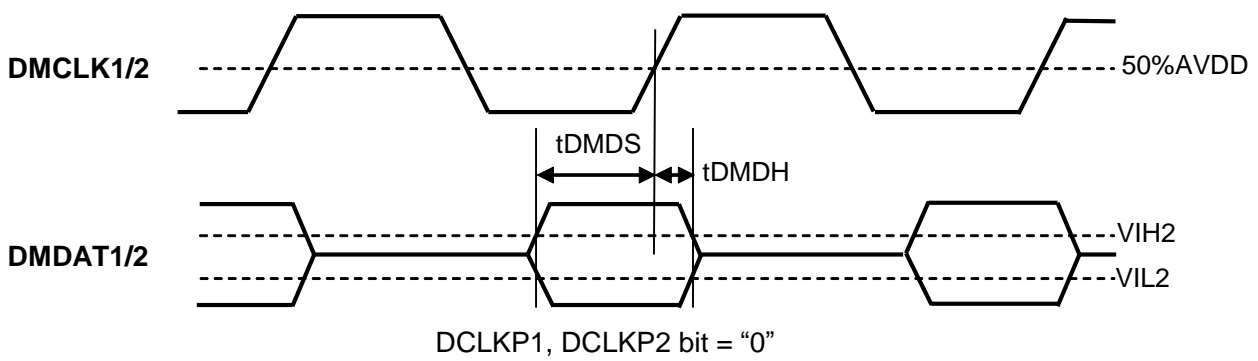 DMCLK1/2
50%AVDD
tDMDS
tDMDH
DMDAT1/2
VIH2
VIL2
DCLKP1, DCLKP2 bit = “0”